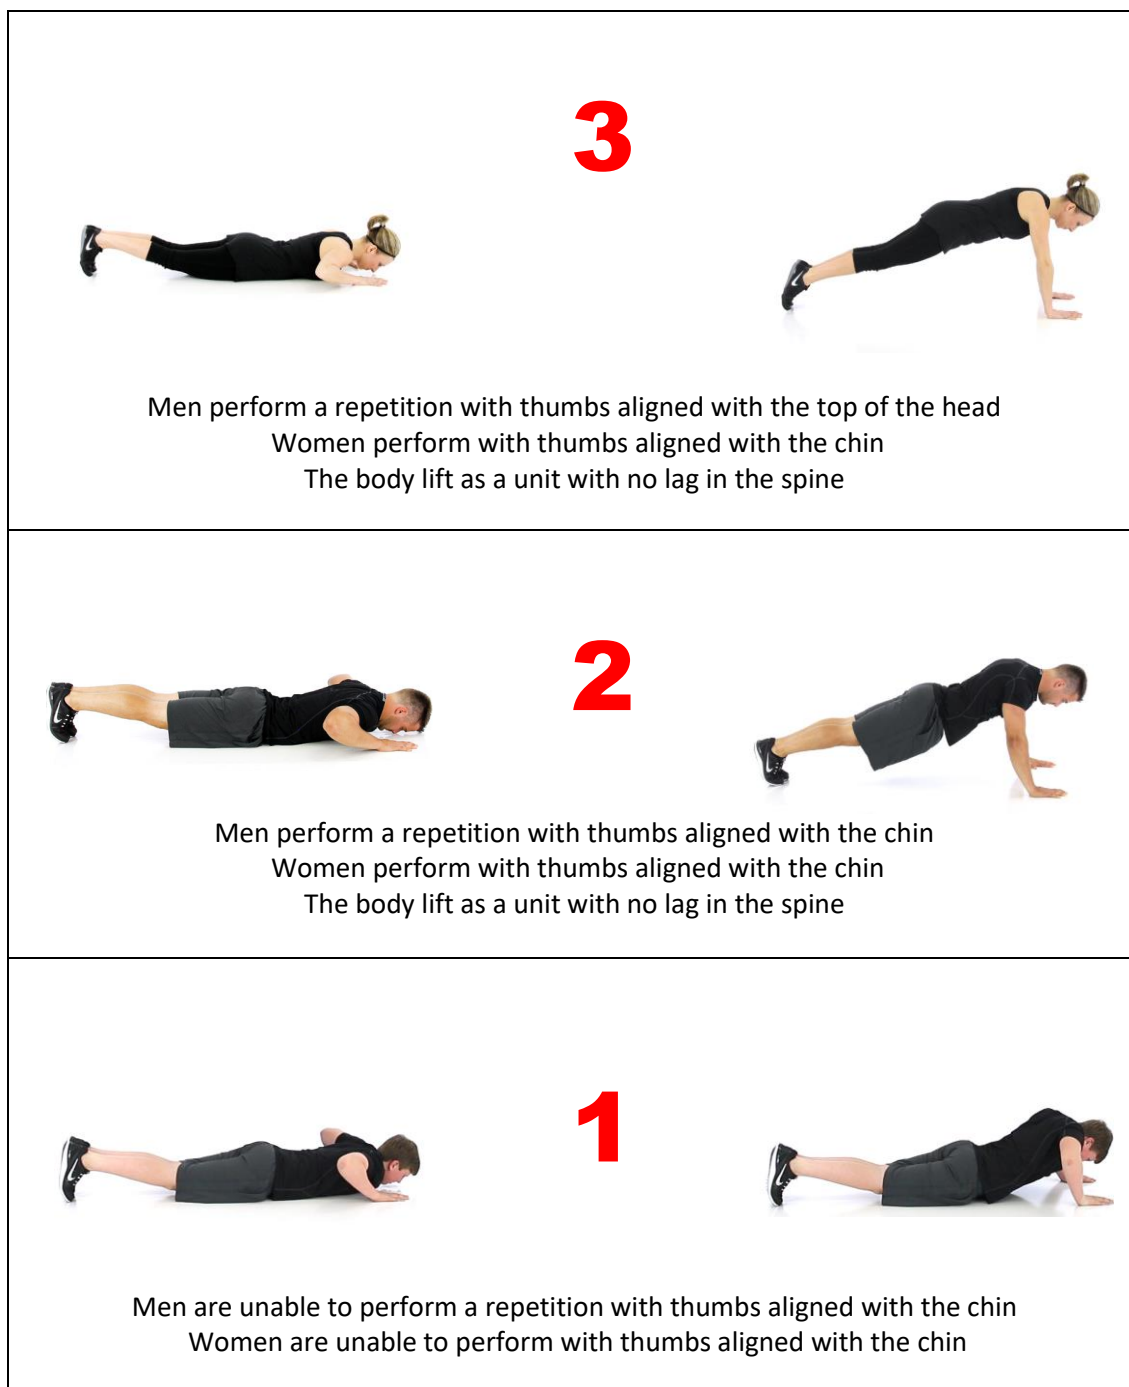 3
Men perform a repetition with thumbs aligned with the top of the head
Women perform with thumbs aligned with the chin
The body lift as a unit with no lag in the spine
2
Men perform a repetition with thumbs aligned with the chin
Women perform with thumbs aligned with the chin
The body lift as a unit with no lag in the spine
1
Men are unable to perform a repetition with thumbs aligned with the chin
Women are unable to perform with thumbs aligned with the chin